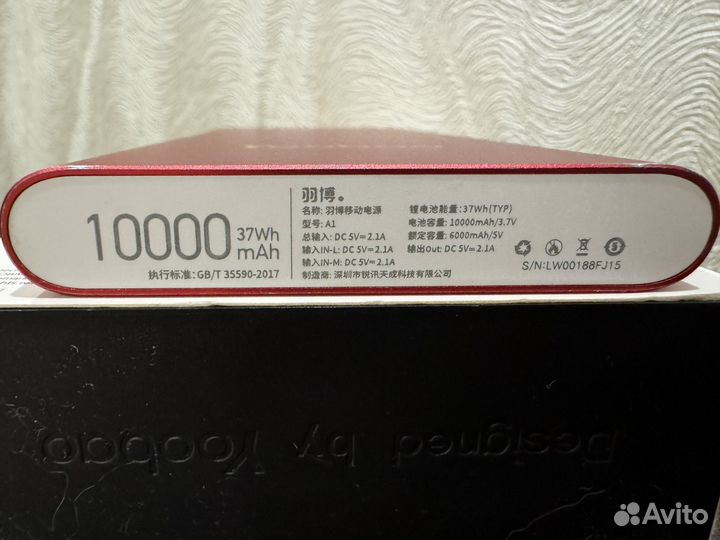 10000 37Wh mAh
执行标准: GB/T 35590-2017
羽博。
名称: 羽博移动电源
型号: A1
总输入: DC 5V⎓2.1A
输入IN-L: DC 5V⎓2.1A
输入IN-M: DC 5V⎓2.1A
制造商: 深圳市锐讯天成科技有限公司
锂电池能量: 37Wh(TYP)
电池容量: 10000mAh/3.7V
额定容量: 6000mAh/5V
输出Out: DC 5V⎓2.1A
S/N:LW00188FJ15
Designed by Yoobao
Avito